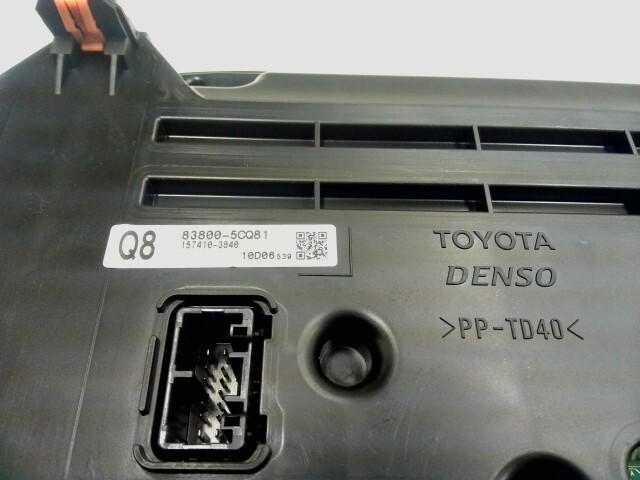 Q8
83800-5CQ81
157410-3840
10D06539
TOYOTA
DENSO
>PP-TD40<